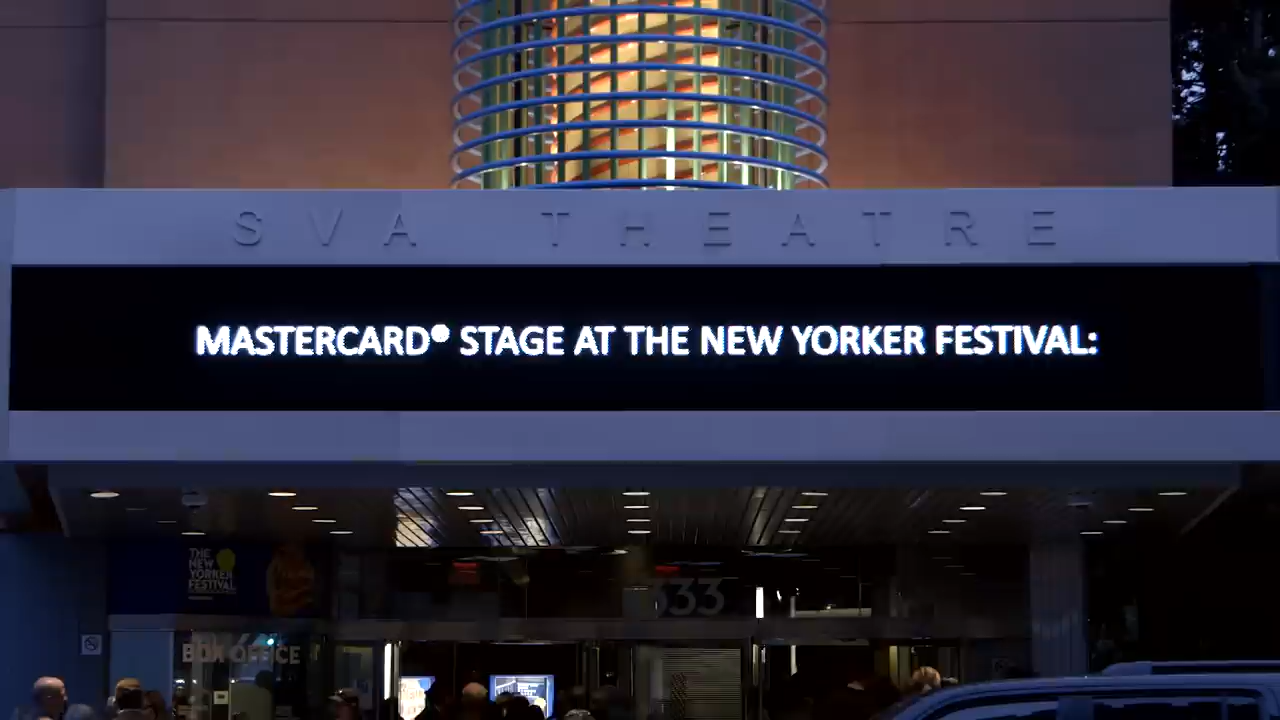 SVA THEATRE
MASTERCARD® STAGE AT THE NEW YORKER FESTIVAL:
THE
NEW
YORKER
FESTIVAL
333
BOX OFFICE